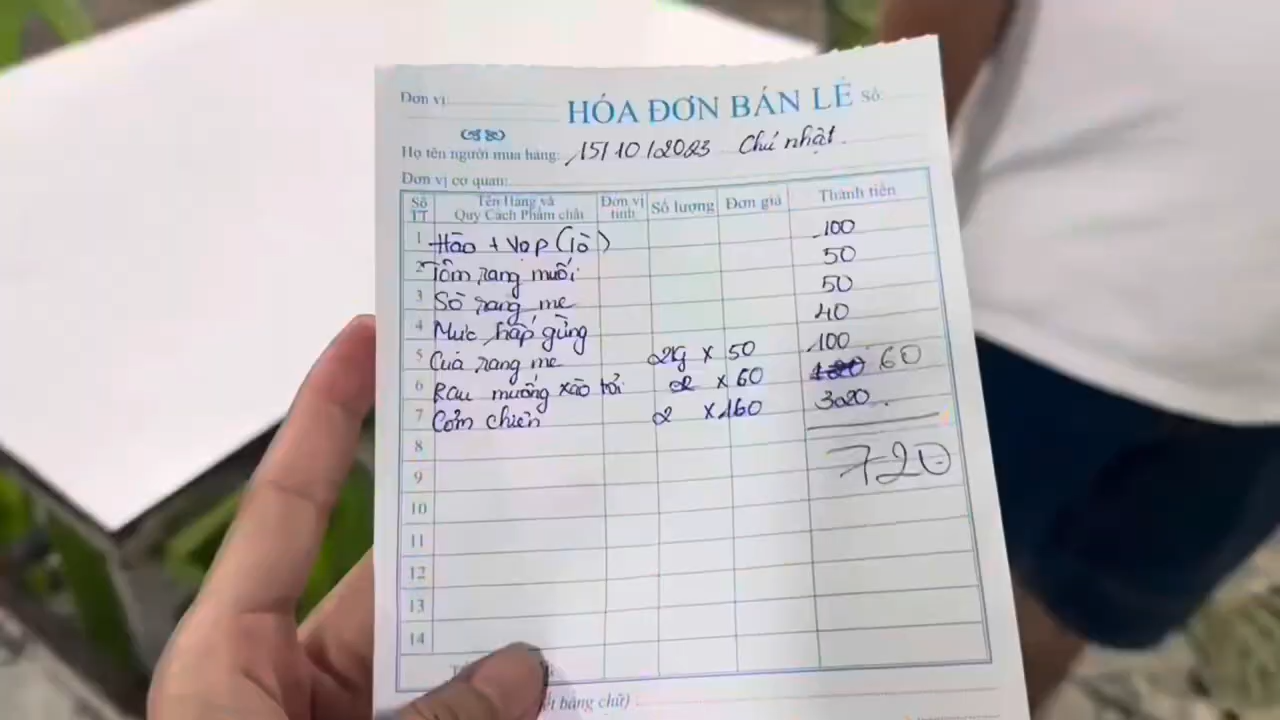 Đơn vị:
HÓA ĐƠN BÁN LẺ Số:
Họ tên người mua hàng: 15/10/2023 Chủ nhật.
Đơn vị cơ quan:
Số TT Tên Hàng và Quy Cách Phẩm chất Đơn vị tính Số lượng Đơn giá Thành tiền
1 Hào + Vọp (Tô) 100
2 Tôm rang muối 50
3 Sò rang me 50
4 Mực hấp gừng 40
5 Cua rang me 2kg x 50 100
6 Rau muống xào tỏi 2 x 60 60
7 Cơm chiên 2 x 160 320.
8 720
9
10
11
12
13
14
bằng chữ):